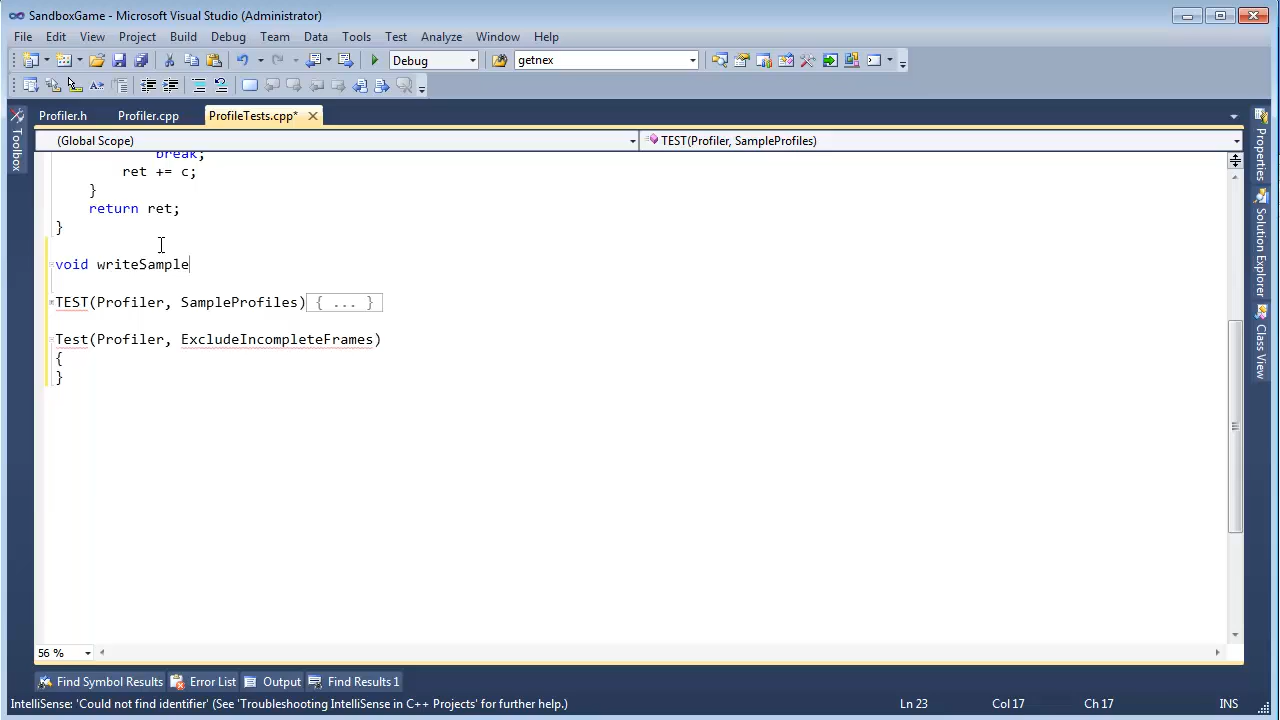 SandboxGame - Microsoft Visual Studio (Administrator)
File Edit View Project Build Debug Team Data Tools Test Analyze Window Help
Debug getnex
Profiler.h Profiler.cpp ProfileTests.cpp*
(Global Scope) TEST(Profiler, SampleProfiles)
break;
ret += c;
}
return ret;
}
void writeSample
TEST(Profiler, SampleProfiles){ ... }
Test(Profiler, ExcludeIncompleteFrames)
{
}
56 %
Toolbox
Properties
Solution Explorer
Class View
Find Symbol Results Error List Output Find Results 1
IntelliSense: 'Could not find identifier' (See 'Troubleshooting IntelliSense in C++ Projects' for further help.) Ln 23 Col 17 Ch 17 INS